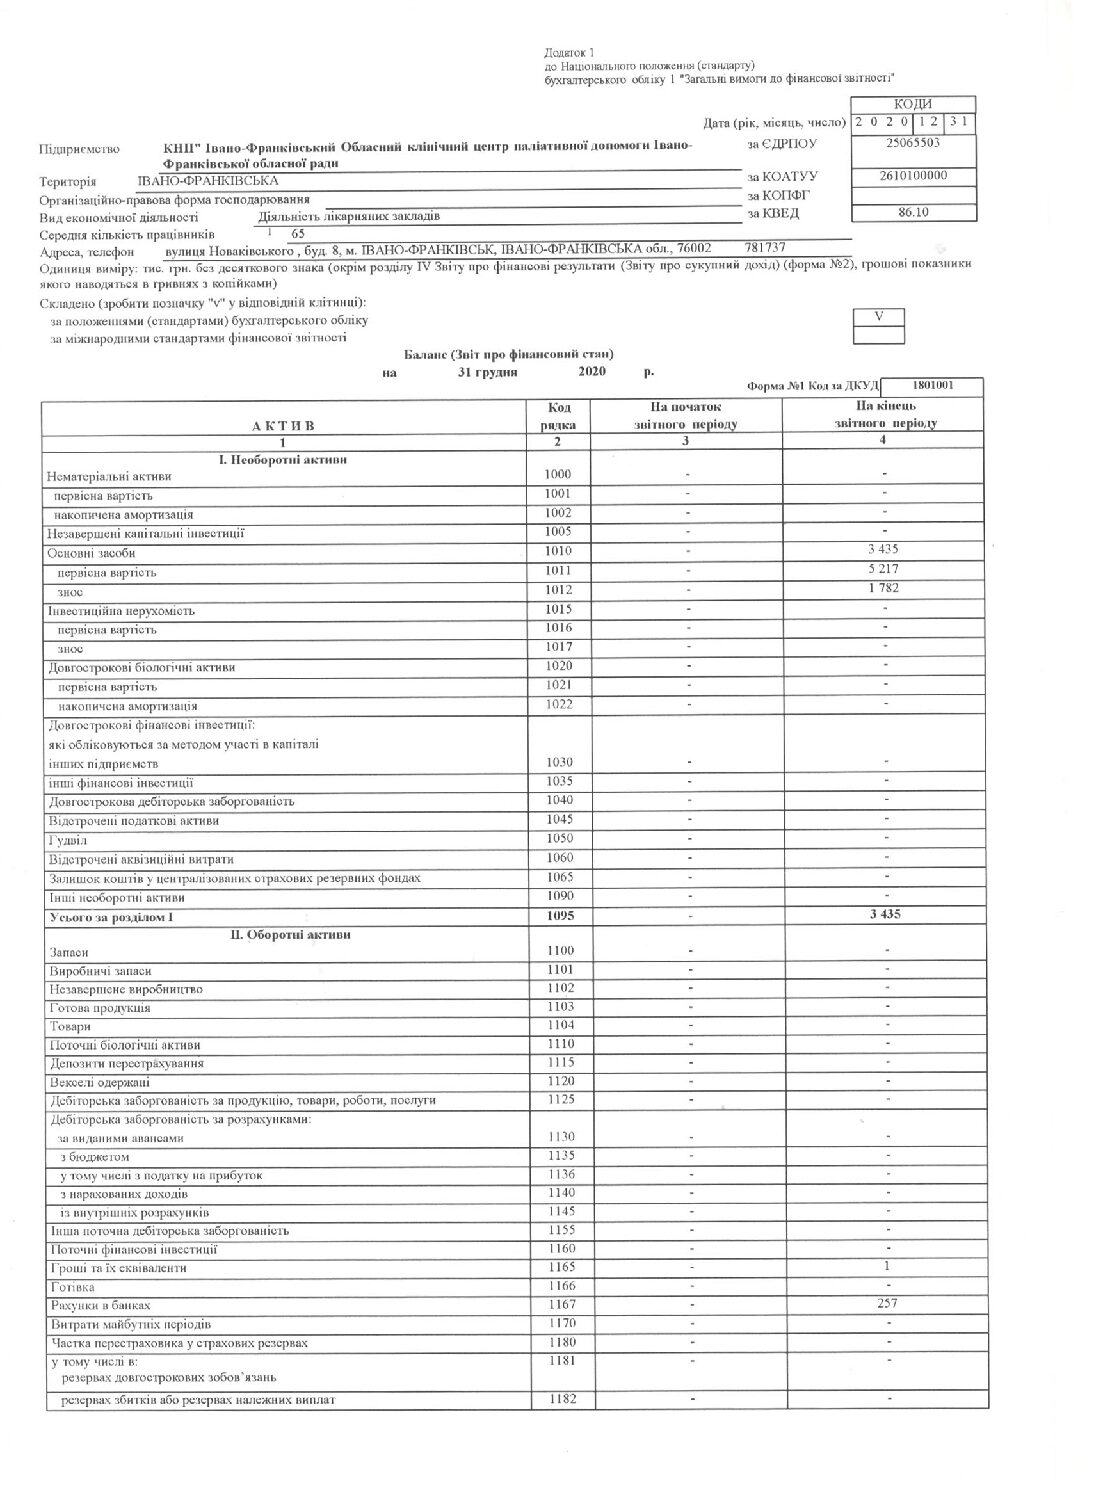 Додаток 1
до Національного положення (стандарту)
бухгалтерського обліку 1 "Загальні вимоги до фінансової звітності"
КОДИ
Дата (рік, місяць, число) 2 0 2 0 1 2 3 1
Підприємство КНП" Івано-Франківський Обласний клінічний центр паліативної допомоги Івано-Франківської обласної ради за ЄДРПОУ 25065503
Територія ІВАНО-ФРАНКІВСЬКА за КОАТУУ 2610100000
Організаційно-правова форма господарювання за КОПФГ
Вид економічної діяльності Діяльність лікарняних закладів за КВЕД 86.10
Середня кількість працівників 1 65
Адреса, телефон вулиця Новаківського , буд. 8, м. ІВАНО-ФРАНКІВСЬК, ІВАНО-ФРАНКІВСЬКА обл., 76002 781737
Одиниця виміру: тис. грн. без десяткового знака (окрім розділу IV Звіту про фінансові результати (Звіту про сукупний дохід) (форма №2), грошові показники
якого наводяться в гривнях з копійками)
Складено (зробити позначку "v" у відповідній клітинці):
за положеннями (стандартами) бухгалтерського обліку V
за міжнародними стандартами фінансової звітності
Баланс (Звіт про фінансовий стан)
на 31 грудня 2020 р.
Форма №1 Код за ДКУД 1801001
А К Т И В Код рядка На початок звітного періоду На кінець звітного періоду
1 2 3 4
I. Необоротні активи
Нематеріальні активи 1000 - -
первісна вартість 1001 - -
накопичена амортизація 1002 - -
Незавершені капітальні інвестиції 1005 - -
Основні засоби 1010 - 3 435
первісна вартість 1011 - 5 217
знос 1012 - 1 782
Інвестиційна нерухомість 1015 - -
первісна вартість 1016 - -
знос 1017 - -
Довгострокові біологічні активи 1020 - -
первісна вартість 1021 - -
накопичена амортизація 1022 - -
Довгострокові фінансові інвестиції:
які обліковуються за методом участі в капіталі
інших підприємств 1030 - -
інші фінансові інвестиції 1035 - -
Довгострокова дебіторська заборгованість 1040 - -
Відстрочені податкові активи 1045 - -
Гудвіл 1050 - -
Відстрочені аквізиційні витрати 1060 - -
Залишок коштів у централізованих страхових резервних фондах 1065 - -
Інші необоротні активи 1090 - -
Усього за розділом I 1095 - 3 435
II. Оборотні активи
Запаси 1100 - -
Виробничі запаси 1101 - -
Незавершене виробництво 1102 - -
Готова продукція 1103 - -
Товари 1104 - -
Поточні біологічні активи 1110 - -
Депозити перестрахування 1115 - -
Векселі одержані 1120 - -
Дебіторська заборгованість за продукцію, товари, роботи, послуги 1125 - -
Дебіторська заборгованість за розрахунками:
за виданими авансами 1130 - -
з бюджетом 1135 - -
у тому числі з податку на прибуток 1136 - -
з нарахованих доходів 1140 - -
із внутрішніх розрахунків 1145 - -
Інша поточна дебіторська заборгованість 1155 - -
Поточні фінансові інвестиції 1160 - -
Гроші та їх еквіваленти 1165 - 1
Готівка 1166 - -
Рахунки в банках 1167 - 257
Витрати майбутніх періодів 1170 - -
Частка перестраховика у страхових резервах 1180 - -
у тому числі в: 1181 - -
резервах довгострокових зобов'язань
резервах збитків або резервах належних виплат 1182 - -